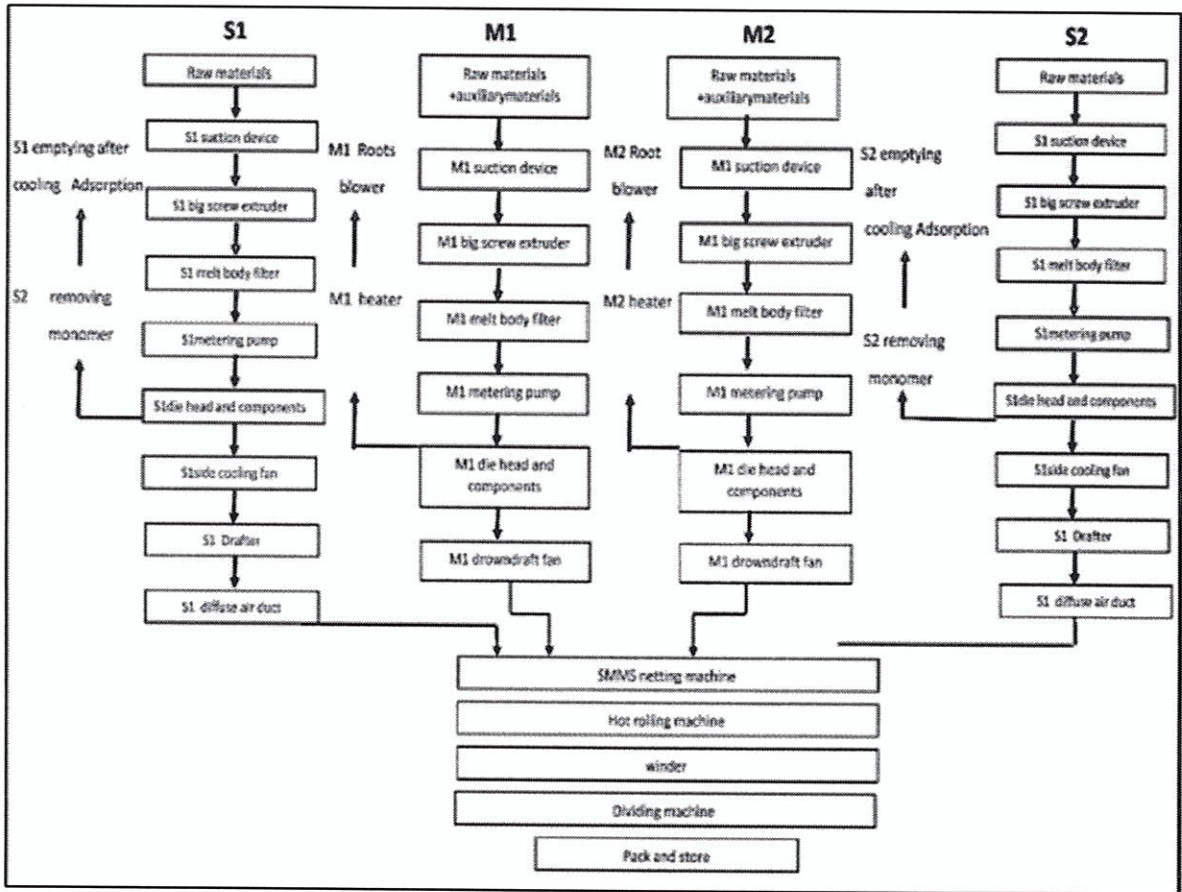 S1
Raw materials
S1 suction device
S1 big screw extruder
S1 melt body filter
S1metering pump
S1die head and components
S1side cooling fan
S1 Drafter
S1 diffuse air duct
S1 emptying after
cooling Adsorption
S2 removing
monomer
M1
Raw materials
+auxiliarymaterials
M1 suction device
M1 big screw extruder
M1 melt body filter
M1 metering pump
M1 die head and
components
M1 drowndraft fan
M1 Roots
blower
M1 heater
M2
Raw materials
+auxiliarymaterials
M1 suction device
M1 big screw extruder
M1 melt body filter
M1 metering pump
M1 die head and
components
M1 drowndraft fan
M2 Root
blower
M2 heater
S2
Raw materials
S1 suction device
S1 big screw extruder
S1 melt body filter
S1metering pump
S1die head and components
S1side cooling fan
S1 Drafter
S1 diffuse air duct
S2 emptying
after
cooling Adsorption
S2 removing
monomer
SMMS netting machine
Hot rolling machine
winder
Dividing machine
Pack and store